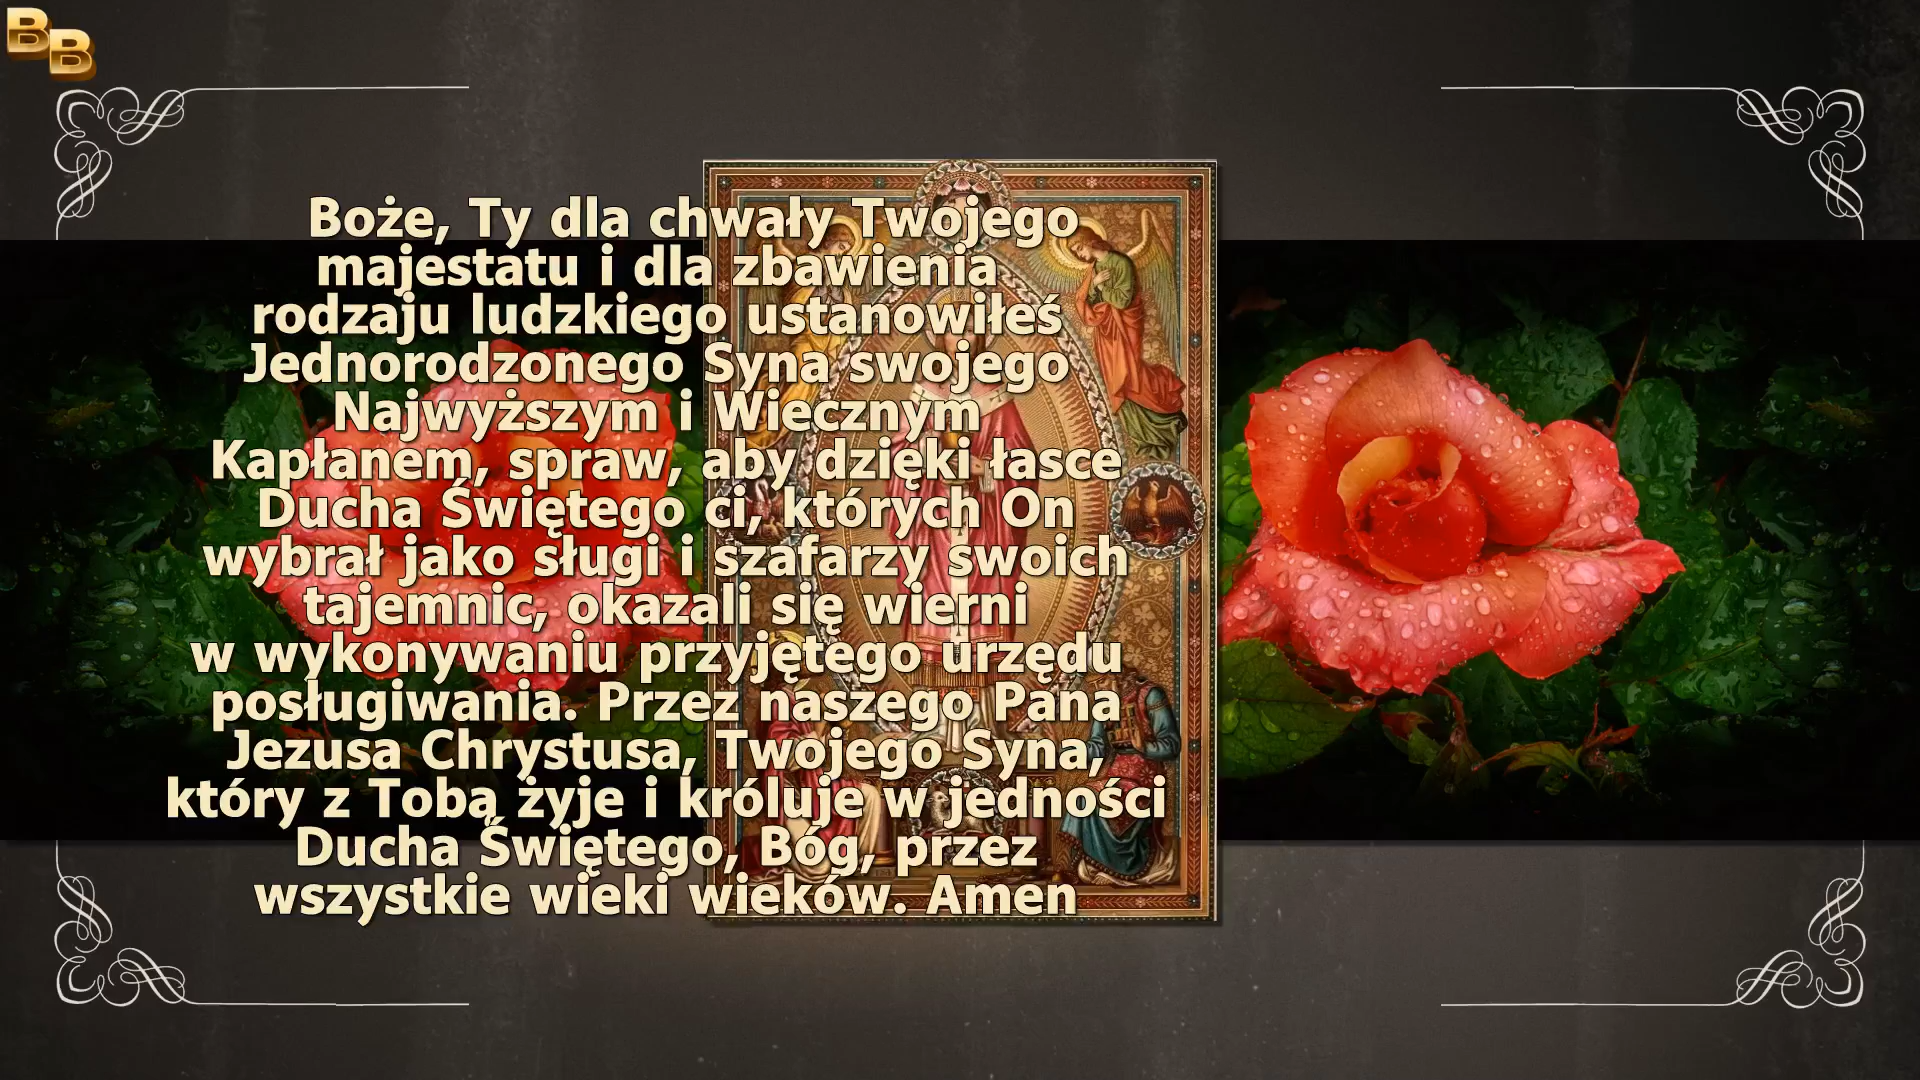 BB
Boże, Ty dla chwały Twojego
majestatu i dla zbawienia
rodzaju ludzkiego ustanowiłeś
Jednorodzonego Syna swojego
Najwyższym i Wiecznym
Kapłanem, spraw, aby dzięki łasce
Ducha Świętego ci, których On
wybrał jako sługi i szafarzy swoich
tajemnic, okazali się wierni
w wykonywaniu przyjętego urzędu
posługiwania. Przez naszego Pana
Jezusa Chrystusa, Twojego Syna,
który z Tobą żyje i króluje w jedności
Ducha Świętego, Bóg, przez
wszystkie wieki wieków. Amen